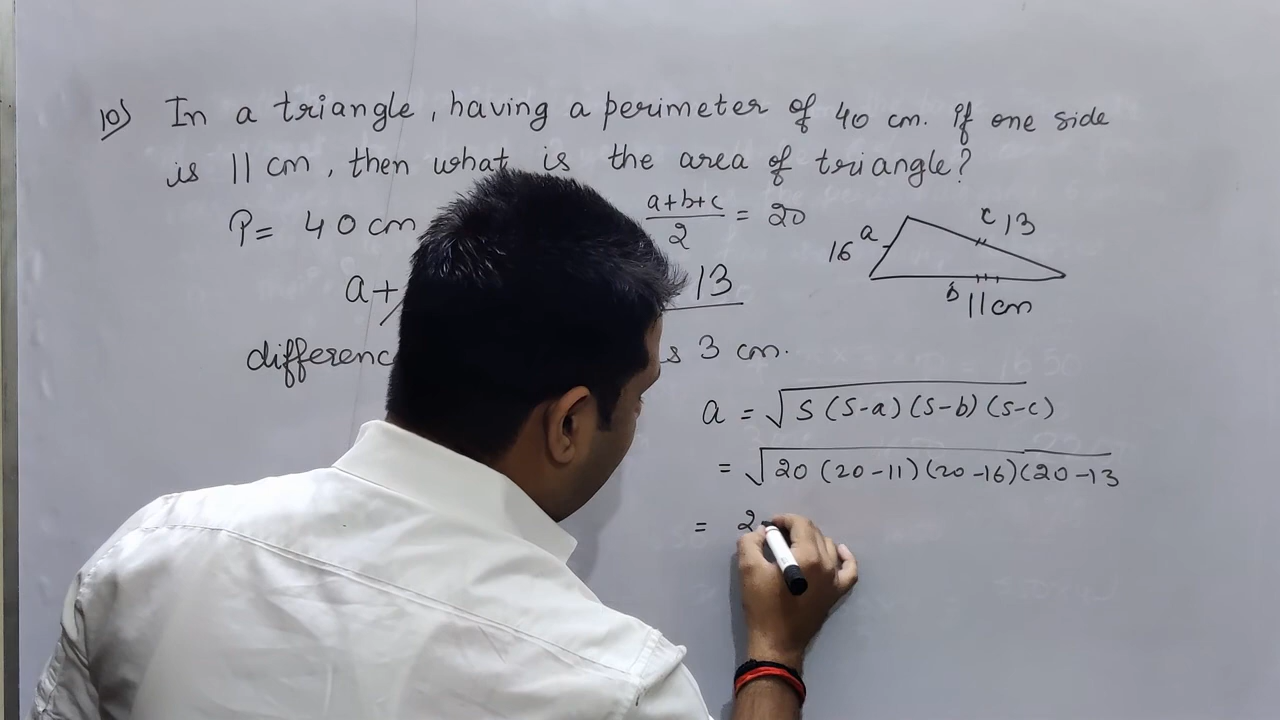 10) In a triangle, having a perimeter of 40 cm. If one side
is 11 cm, then what is the area of triangle?
P = 40 cm
a+b+c/2 = 20
a +
13
a
16
c 13
b 11cm
3 cm.
a = √S(S-a)(S-b)(S-c)
= √20(20-11)(20-16)(20-13
= 2